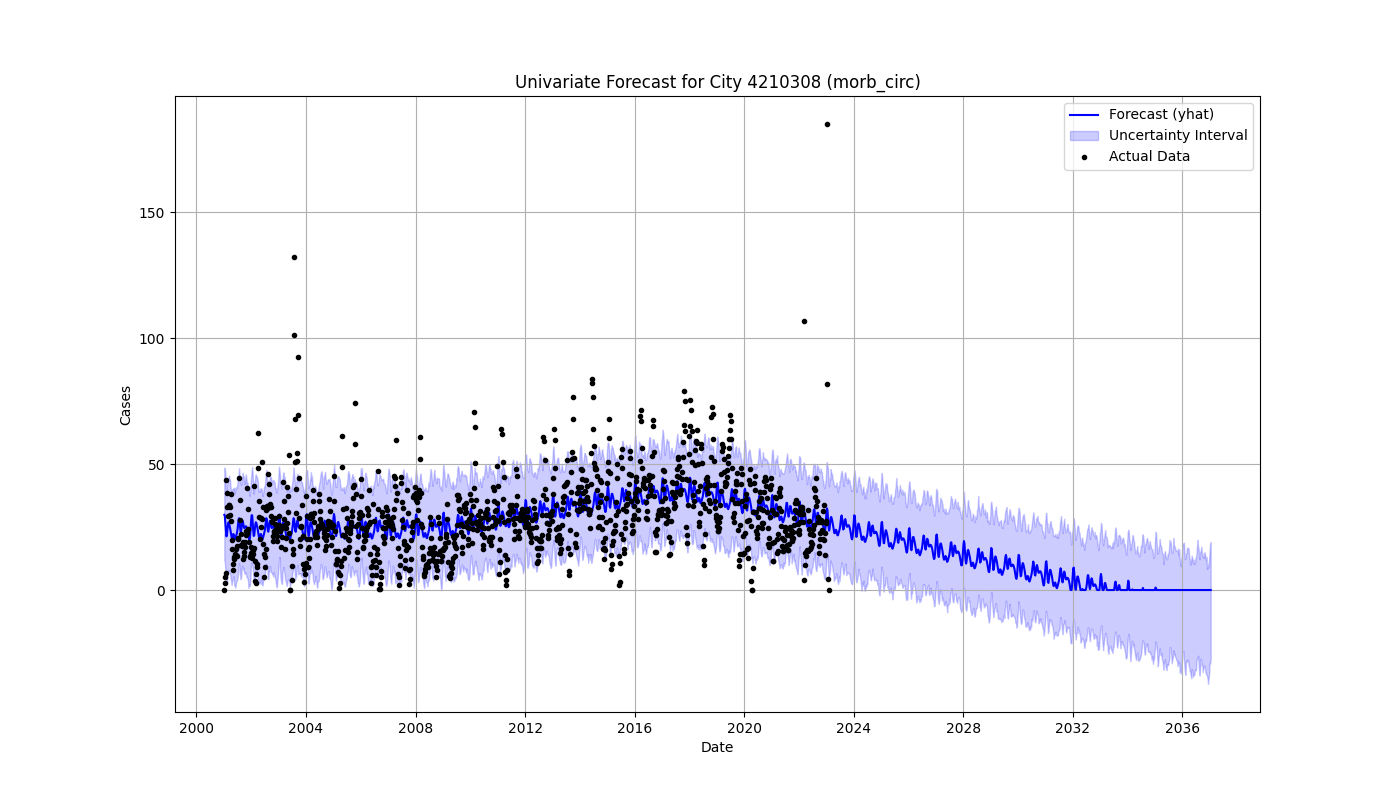 Univariate Forecast for City 4210308 (morb_circ)
Forecast (yhat)
Uncertainty Interval
Actual Data
150
100
50
0
Cases
2000 2004 2008 2012 2016 2020 2024 2028 2032 2036
Date